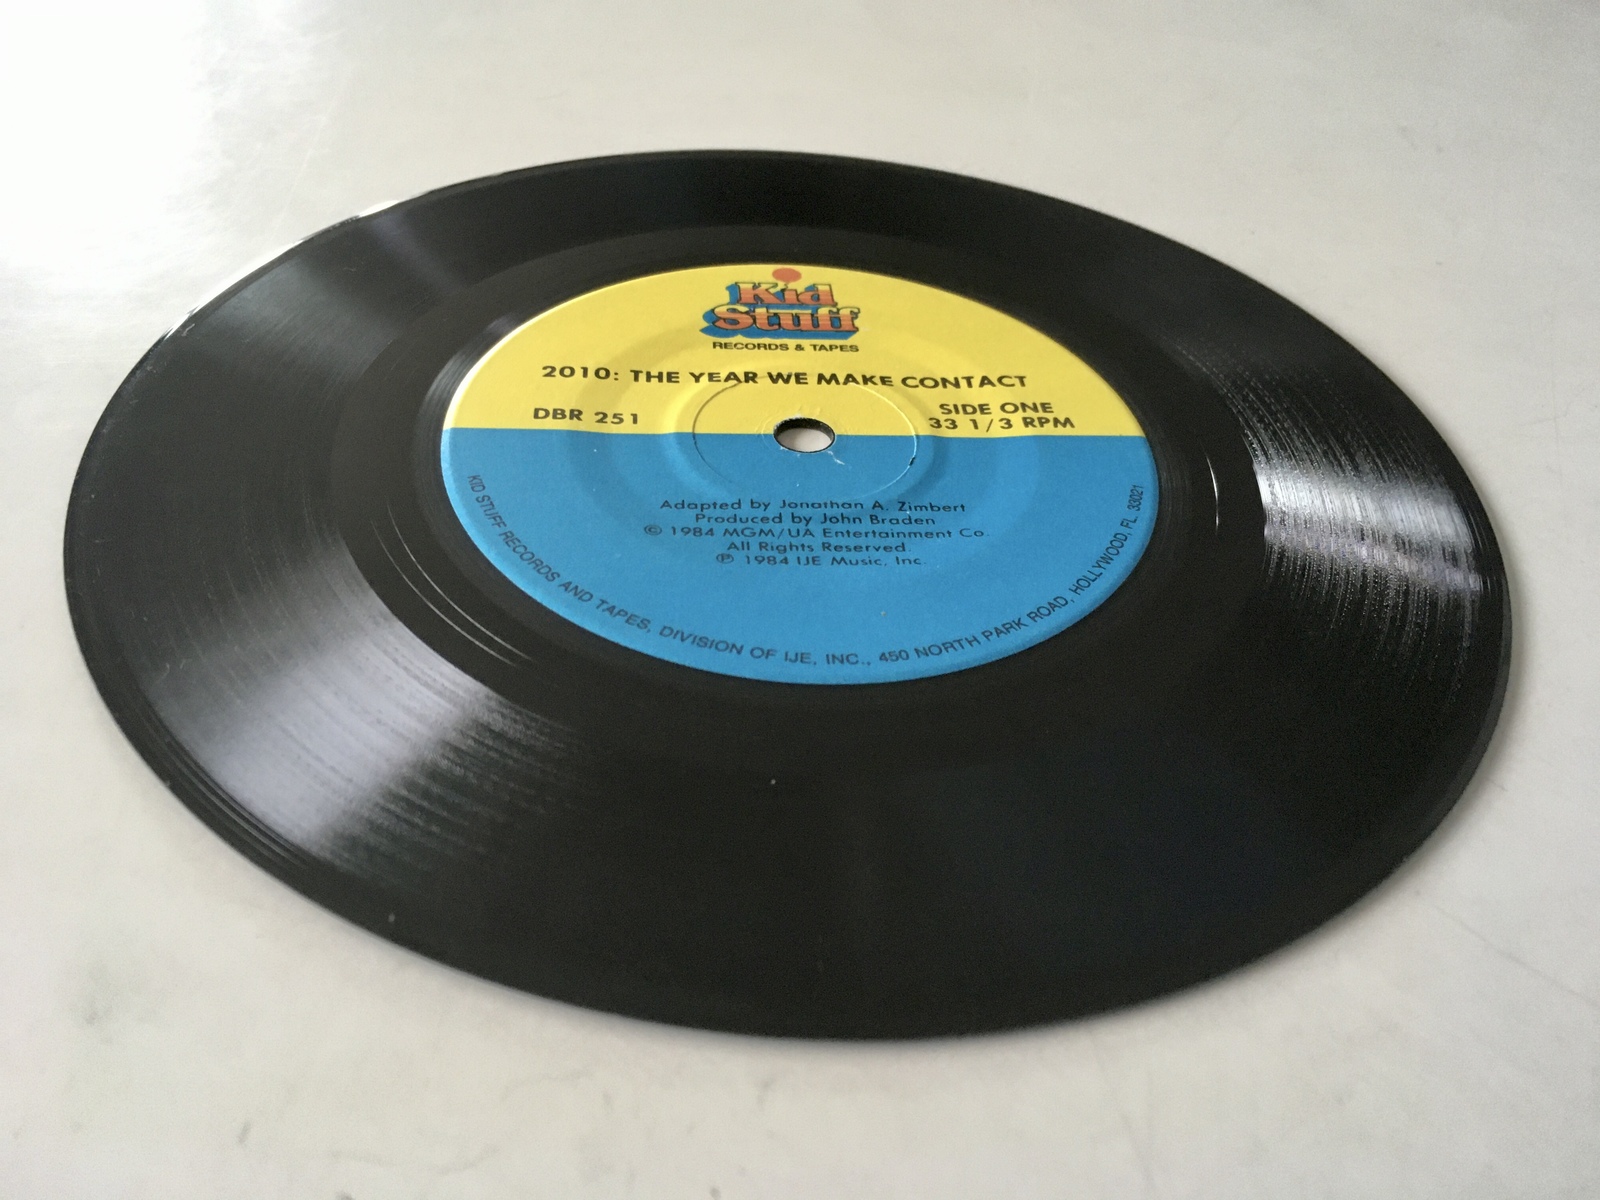 Kid
Stuff
RECORDS & TAPES
2010: THE YEAR WE MAKE CONTACT
DBR 251
SIDE ONE
33 1/3 RPM
Adapted by Jonathan A. Zimbert
Produced by John Braden
© 1984 MGM/UA Entertainment Co.
All Rights Reserved.
℗ 1984 IJE Music, Inc.
KID STUFF RECORDS AND TAPES, DIVISION OF IJE, INC., 450 NORTH PARK ROAD, HOLLYWOOD, FL 33021